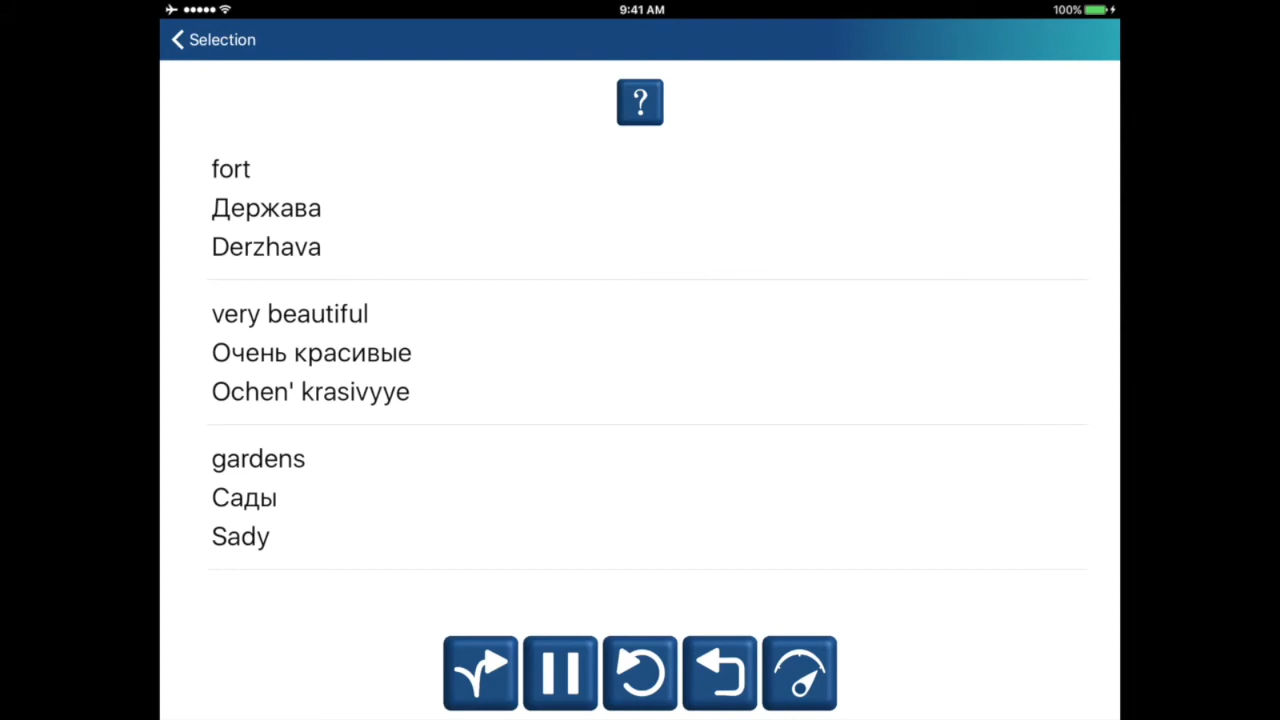 9:41 AM
100%
Selection
?
fort
Держава
Derzhava
very beautiful
Очень красивые
Ochen' krasivyye
gardens
Сады
Sady